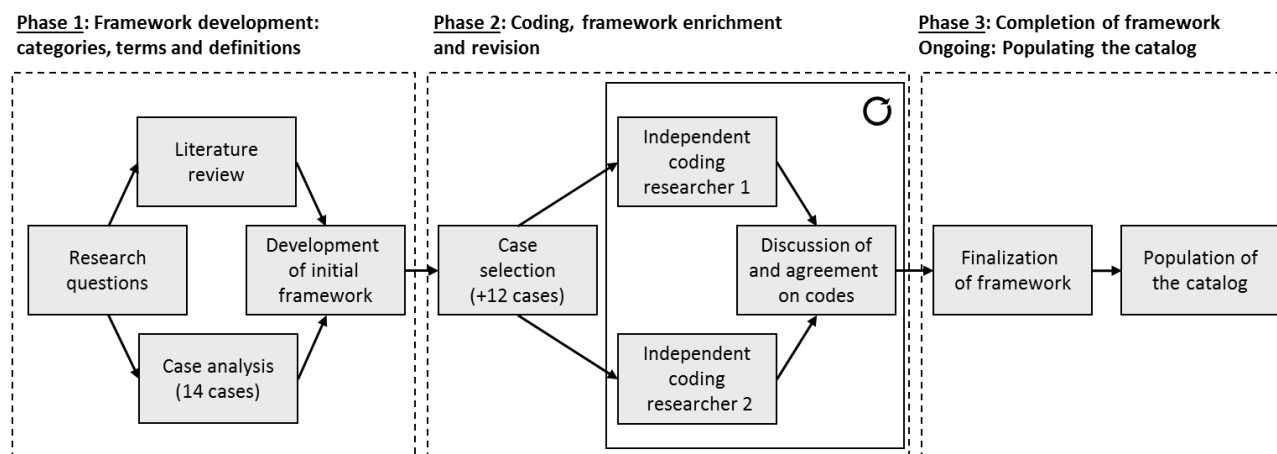 Phase 1: Framework development:
categories, terms and definitions
Phase 2: Coding, framework enrichment
and revision
Phase 3: Completion of framework
Ongoing: Populating the catalog
Literature
review
Research
questions
Development
of initial
framework
Case analysis
(14 cases)
Case
selection
(+12 cases)
Independent
coding
researcher 1
Discussion of
and agreement
on codes
Independent
coding
researcher 2
Finalization
of framework
Population of
the catalog